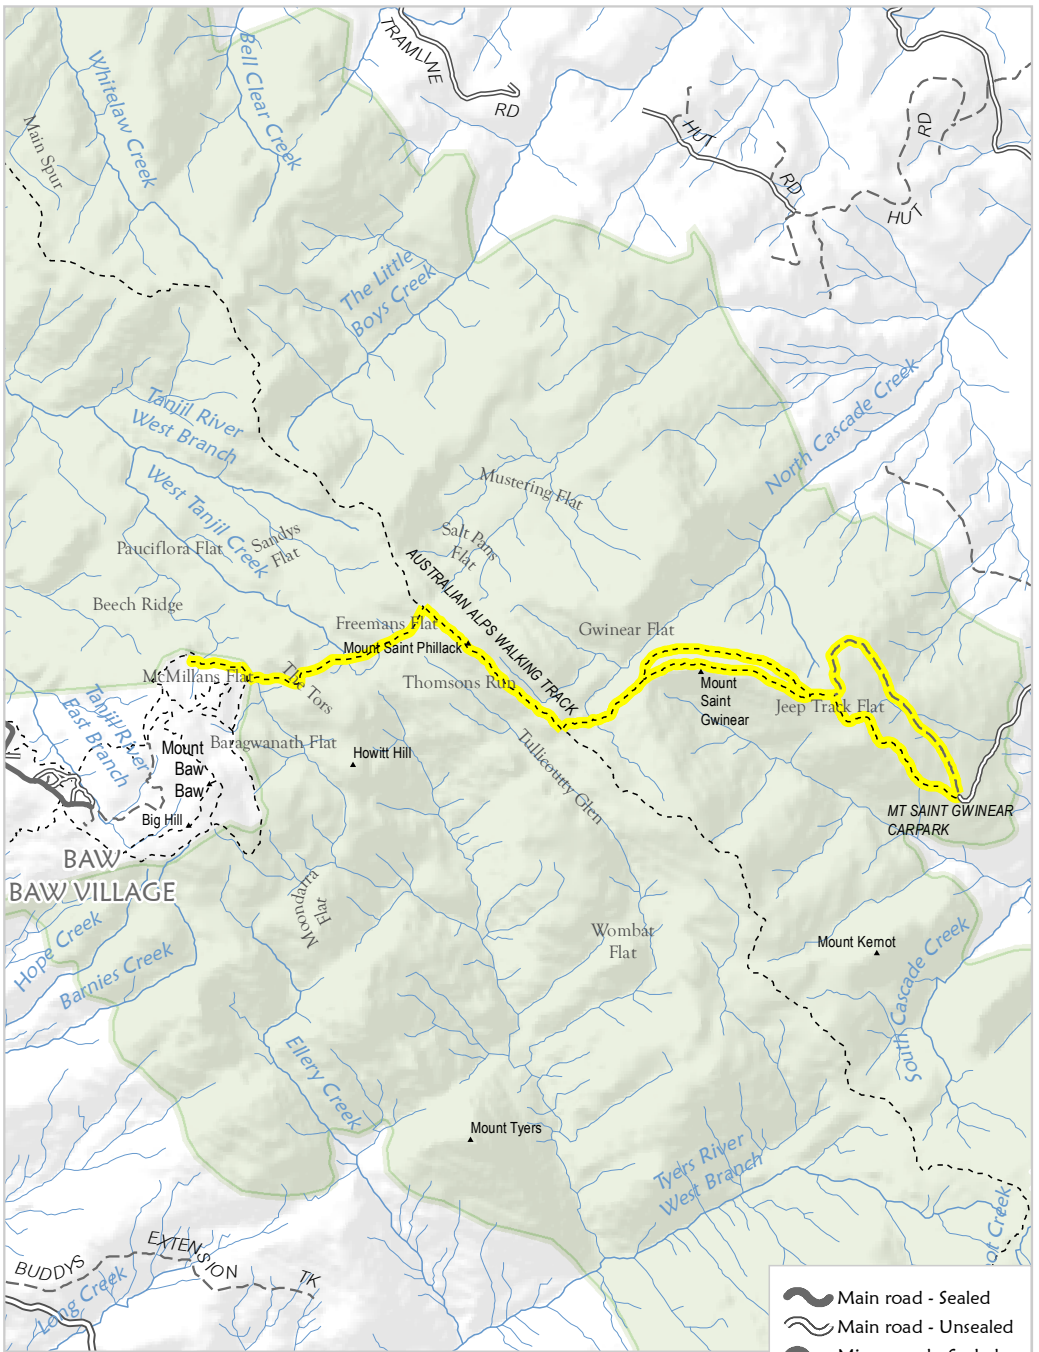 TRAMLINE
RD
Whitelaw Creek
Bell Clear Creek
Main Spur
HUT
RD
RD
HUT
The Little
Boys Creek
Tanjil River
West Branch
North Cascade Creek
West Tanjil Creek
Mustering Flat
Salt Pans
Flat
Sandys
Flat
Pauciflora Flat
AUSTRALIAN ALPS WALKING TRACK
Beech Ridge
Freemans Flat
Gwinear Flat
Mount Saint Phillack
McMillans Flat
The Tors
Thomsons Run
Mount
Saint
Gwinear
Jeep Track Flat
Tanjil River
East Branch
Baragwanath Flat
Mount
Baw
Baw
Howitt Hill
Tullicoutty Glen
Big Hill
MT SAINT GWINEAR
CARPARK
BAW
BAW VILLAGE
Moondarra
Flat
Wombat
Flat
Mount Kernot
Hope Creek
Barnies Creek
South Cascade Creek
Ellery Creek
Mount Tyers
Tyers River
West Branch
ot Creek
BUDDYS
EXTENSION
TK
Long Creek
Main road - Sealed
Main road - Unsealed